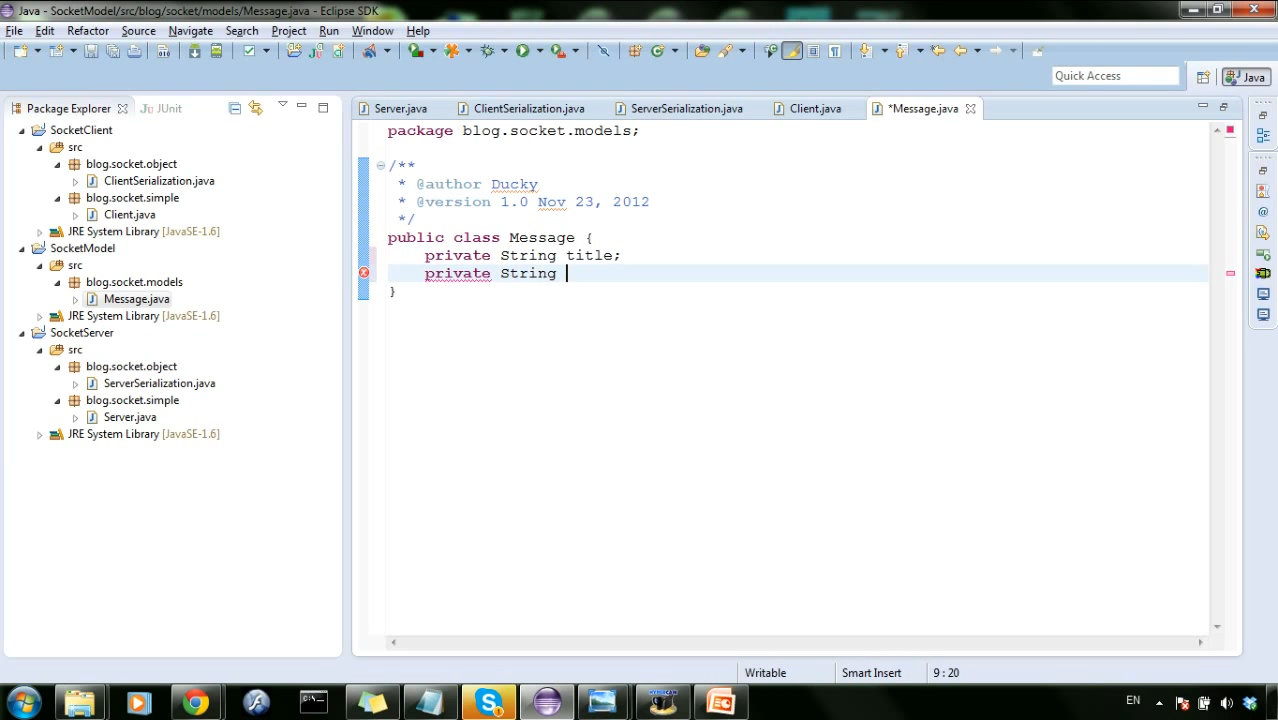 Java - SocketModel/src/blog/socket/models/Message.java - Eclipse SDK
File Edit Refactor Source Navigate Search Project Run Window Help
Quick Access
Java
Package Explorer JUnit
SocketClient
src
blog.socket.object
ClientSerialization.java
blog.socket.simple
Client.java
JRE System Library [JavaSE-1.6]
SocketModel
src
blog.socket.models
Message.java
JRE System Library [JavaSE-1.6]
SocketServer
src
blog.socket.object
ServerSerialization.java
blog.socket.simple
Server.java
JRE System Library [JavaSE-1.6]
Server.java ClientSerialization.java ServerSerialization.java Client.java *Message.java
package blog.socket.models;
/**
* @author Ducky
* @version 1.0 Nov 23, 2012
*/
public class Message {
private String title;
private String
}
Writable Smart Insert 9 : 20
EN